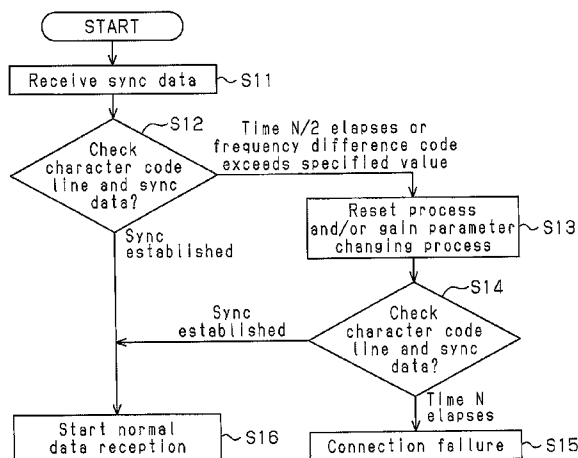 START
Receive sync data
S11
S12
Check
character code
line and sync
data?
Time N/2 elapses or
frequency difference code
exceeds specified value
Sync
established
Reset process
and/or gain parameter
changing process
S13
S14
Check
character code
line and sync
data?
Sync
established
Time N
elapses
Start normal
data reception
S16
Connection failure
S15